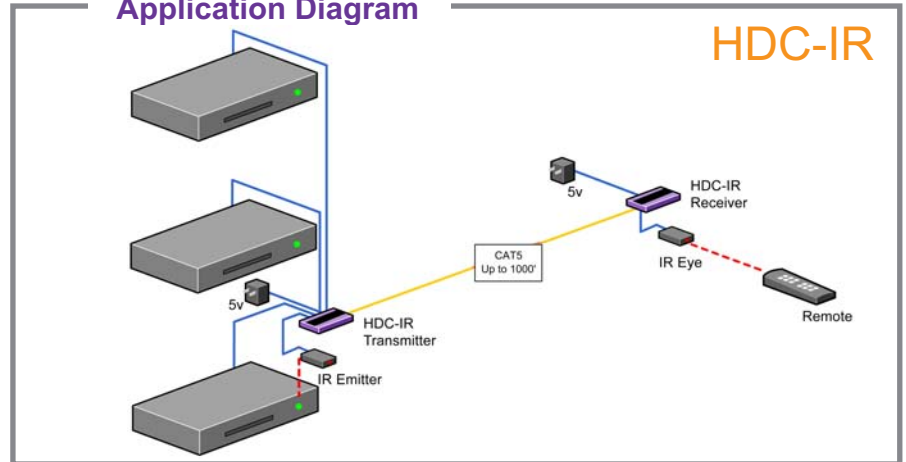 Application Diagram
HDC-IR
5v
HDC-IR
Receiver
IR Eye
CAT5
Up to 1000'
Remote
5v
HDC-IR
Transmitter
IR Emitter